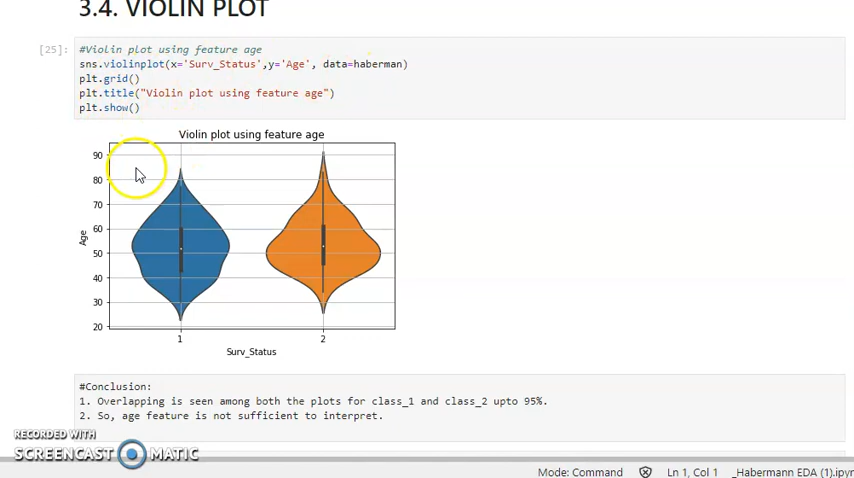 3.4. VIOLIN PLOT
[25]:
#Violin plot using feature age
sns.violinplot(x='Surv_Status',y='Age', data=haberman)
plt.grid()
plt.title("Violin plot using feature age")
plt.show()
Violin plot using feature age
90
80
70
60
50
40
30
20
Age
1 2
Surv_Status
#Conclusion:
1. Overlapping is seen among both the plots for class_1 and class_2 upto 95%.
2. So, age feature is not sufficient to interpret.
RECORDED WITH
SCREENCAST MATIC
Mode: Command Ln 1, Col 1 _Habermann EDA (1).ipyn